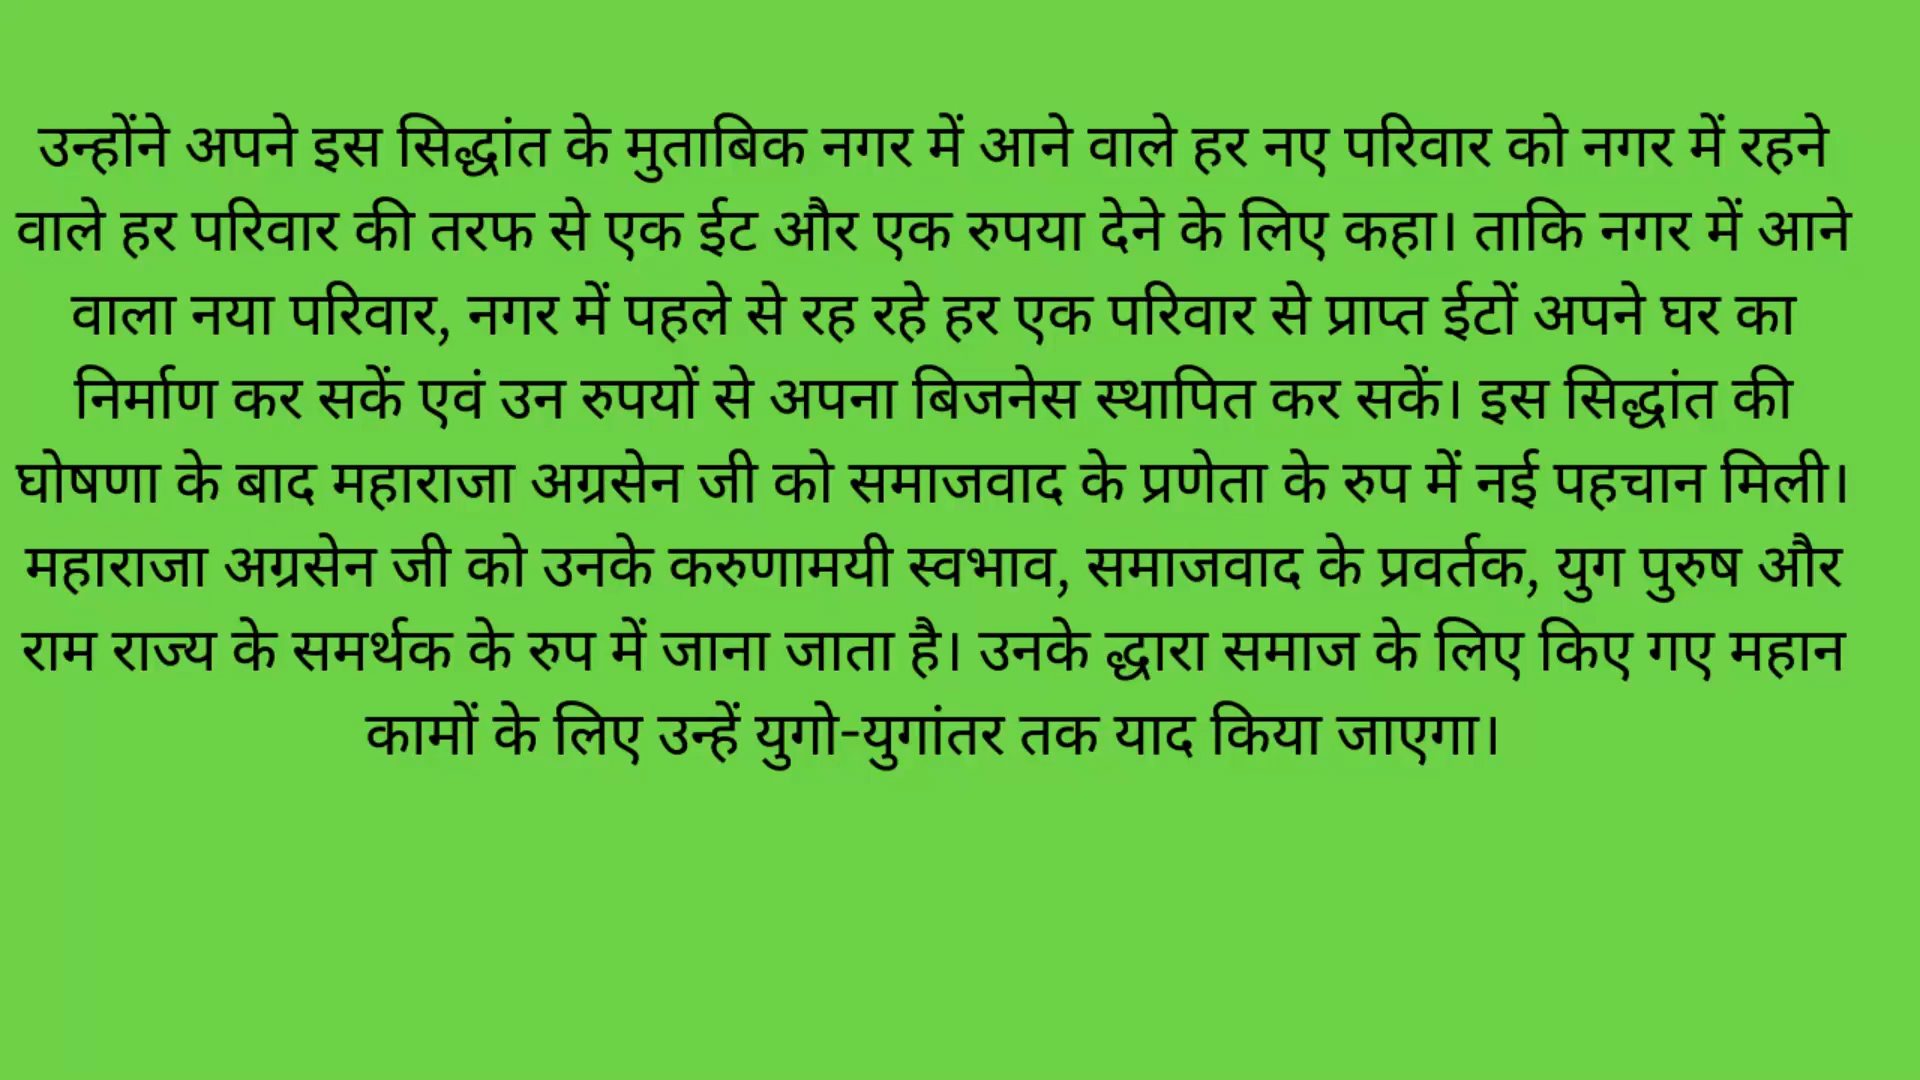 उन्होंने अपने इस सिद्धांत के मुताबिक नगर में आने वाले हर नए परिवार को नगर में रहने
वाले हर परिवार की तरफ से एक ईट और एक रुपया देने के लिए कहा। ताकि नगर में आने
वाला नया परिवार, नगर में पहले से रह रहे हर एक परिवार से प्राप्त ईटों अपने घर का
निर्माण कर सकें एवं उन रुपयों से अपना बिजनेस स्थापित कर सकें। इस सिद्धांत की
घोषणा के बाद महाराजा अग्रसेन जी को समाजवाद के प्रणेता के रुप में नई पहचान मिली।
महाराजा अग्रसेन जी को उनके करुणामयी स्वभाव, समाजवाद के प्रवर्तक, युग पुरुष और
राम राज्य के समर्थक के रुप में जाना जाता है। उनके द्धारा समाज के लिए किए गए महान
कामों के लिए उन्हें युगो-युगांतर तक याद किया जाएगा।